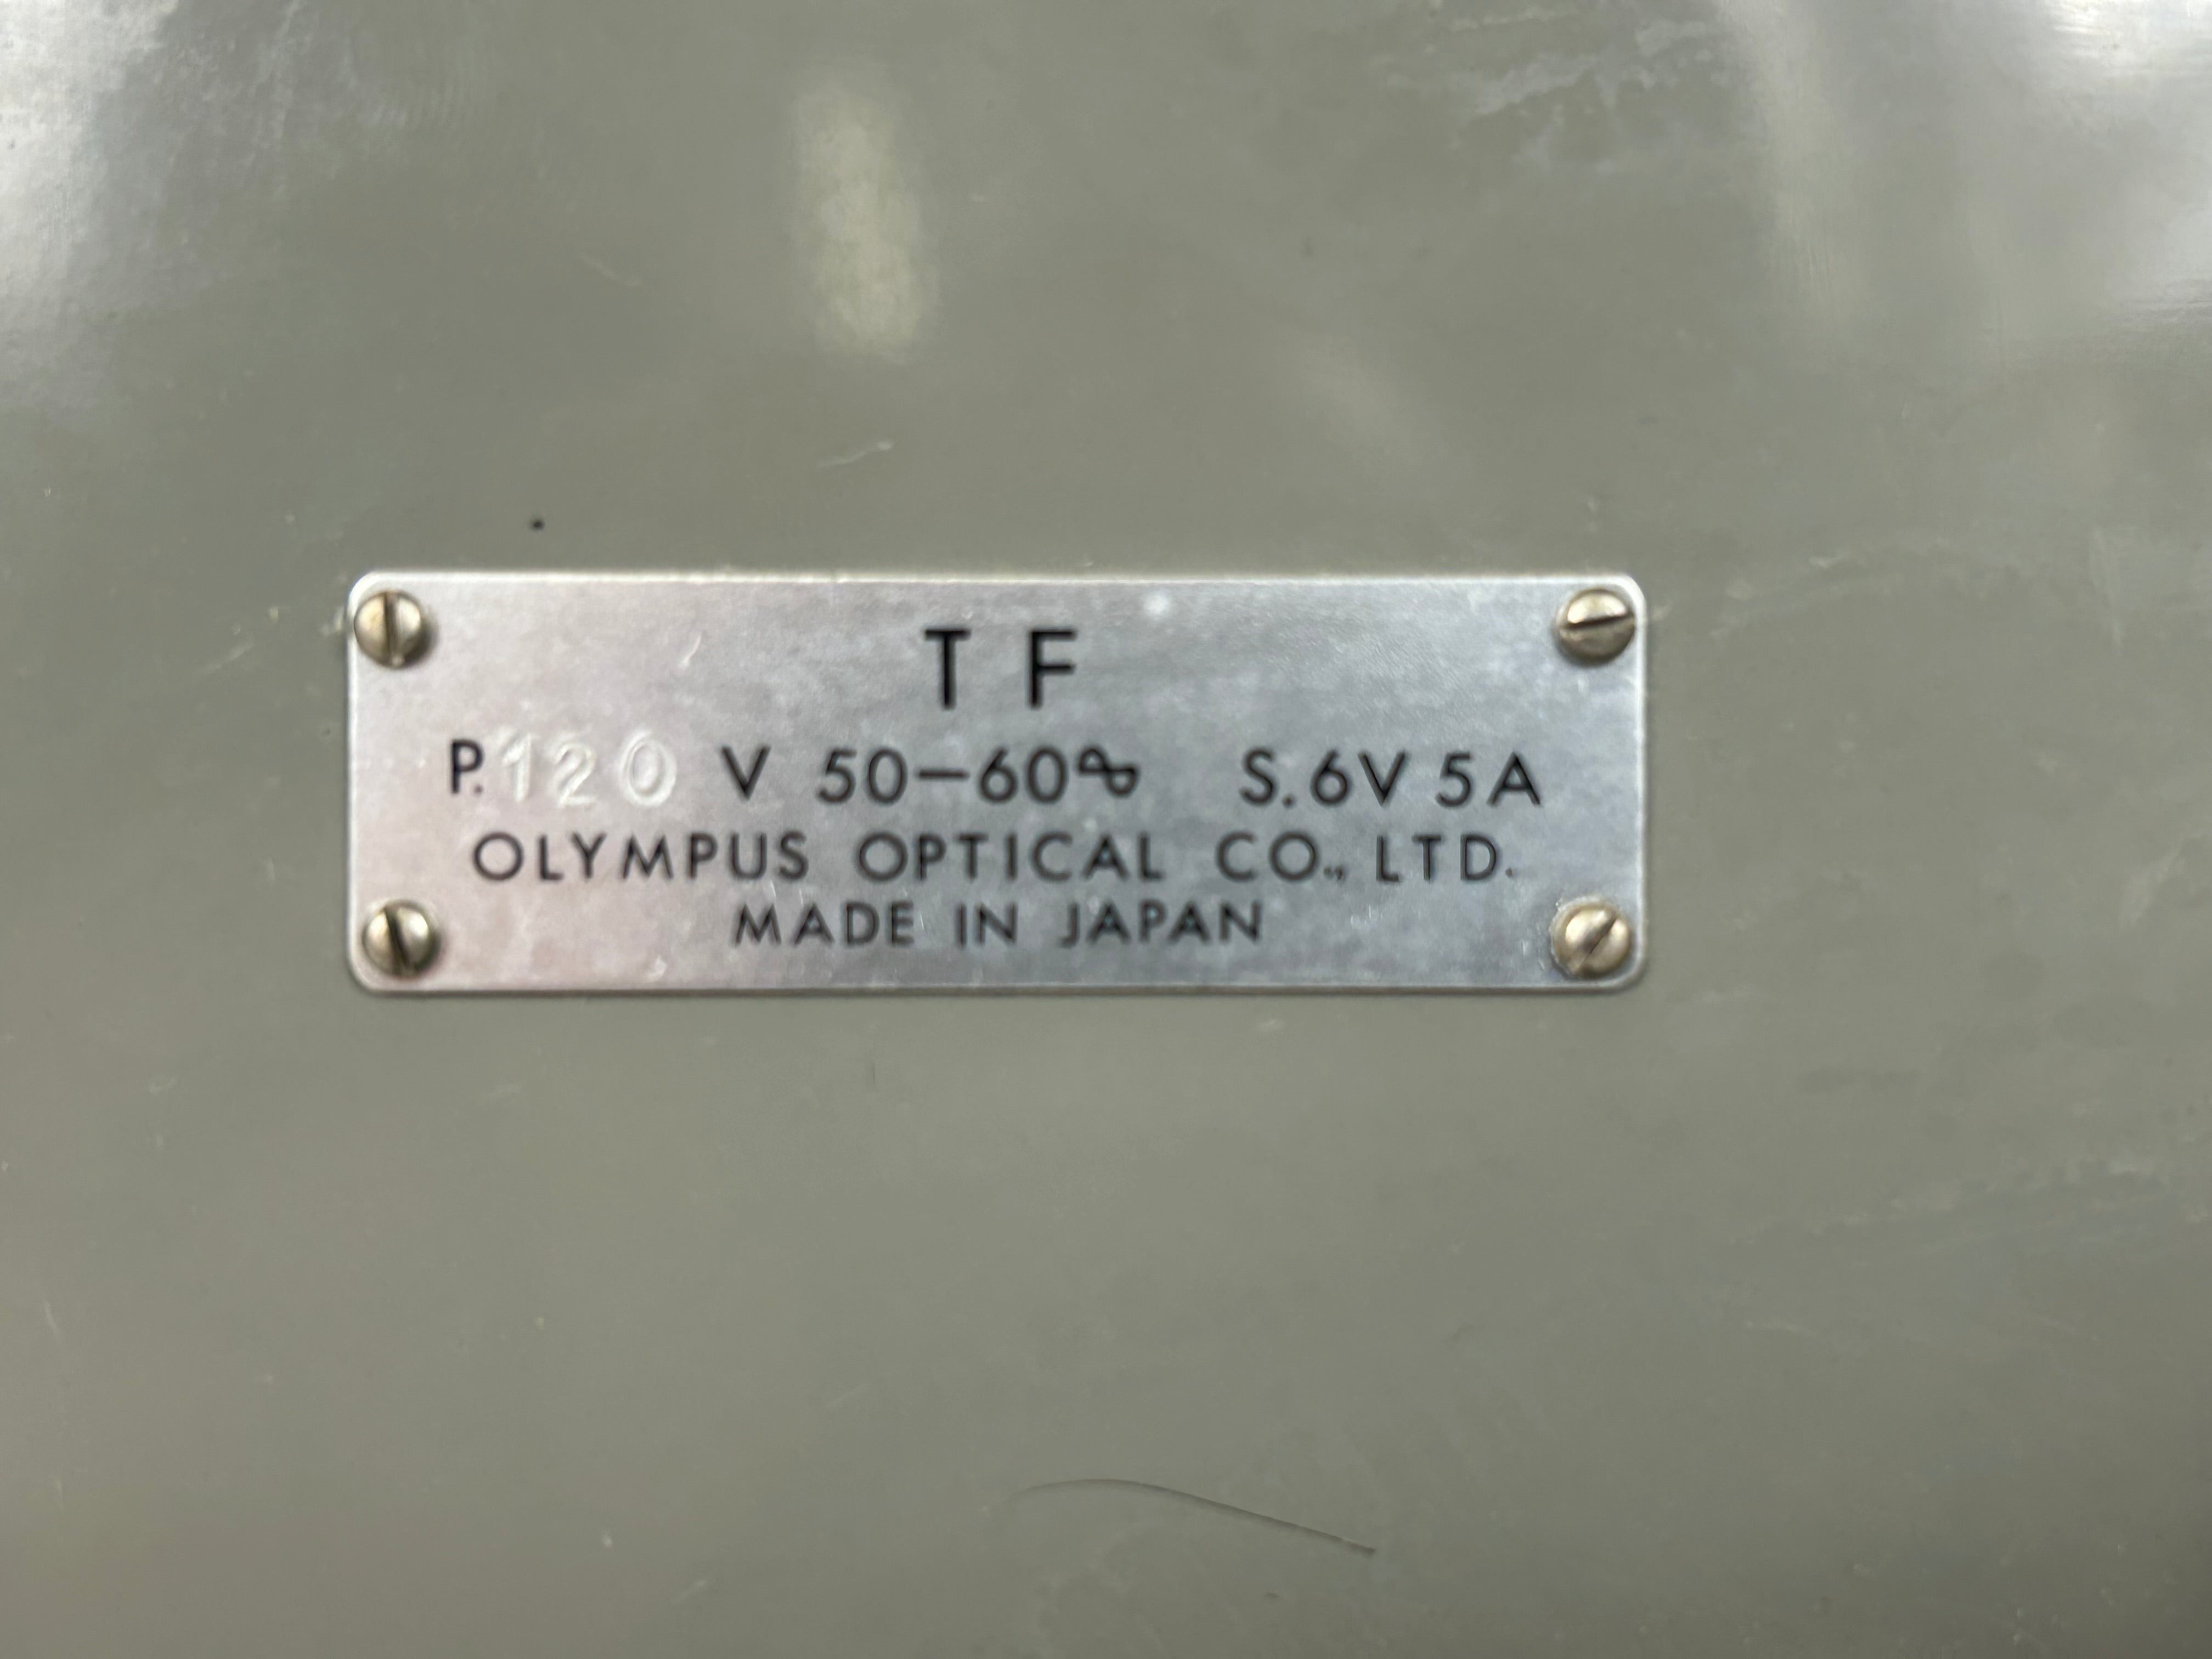 T F
P. 120 V 50-60∿ S. 6V 5A
OLYMPUS OPTICAL CO., LTD.
MADE IN JAPAN